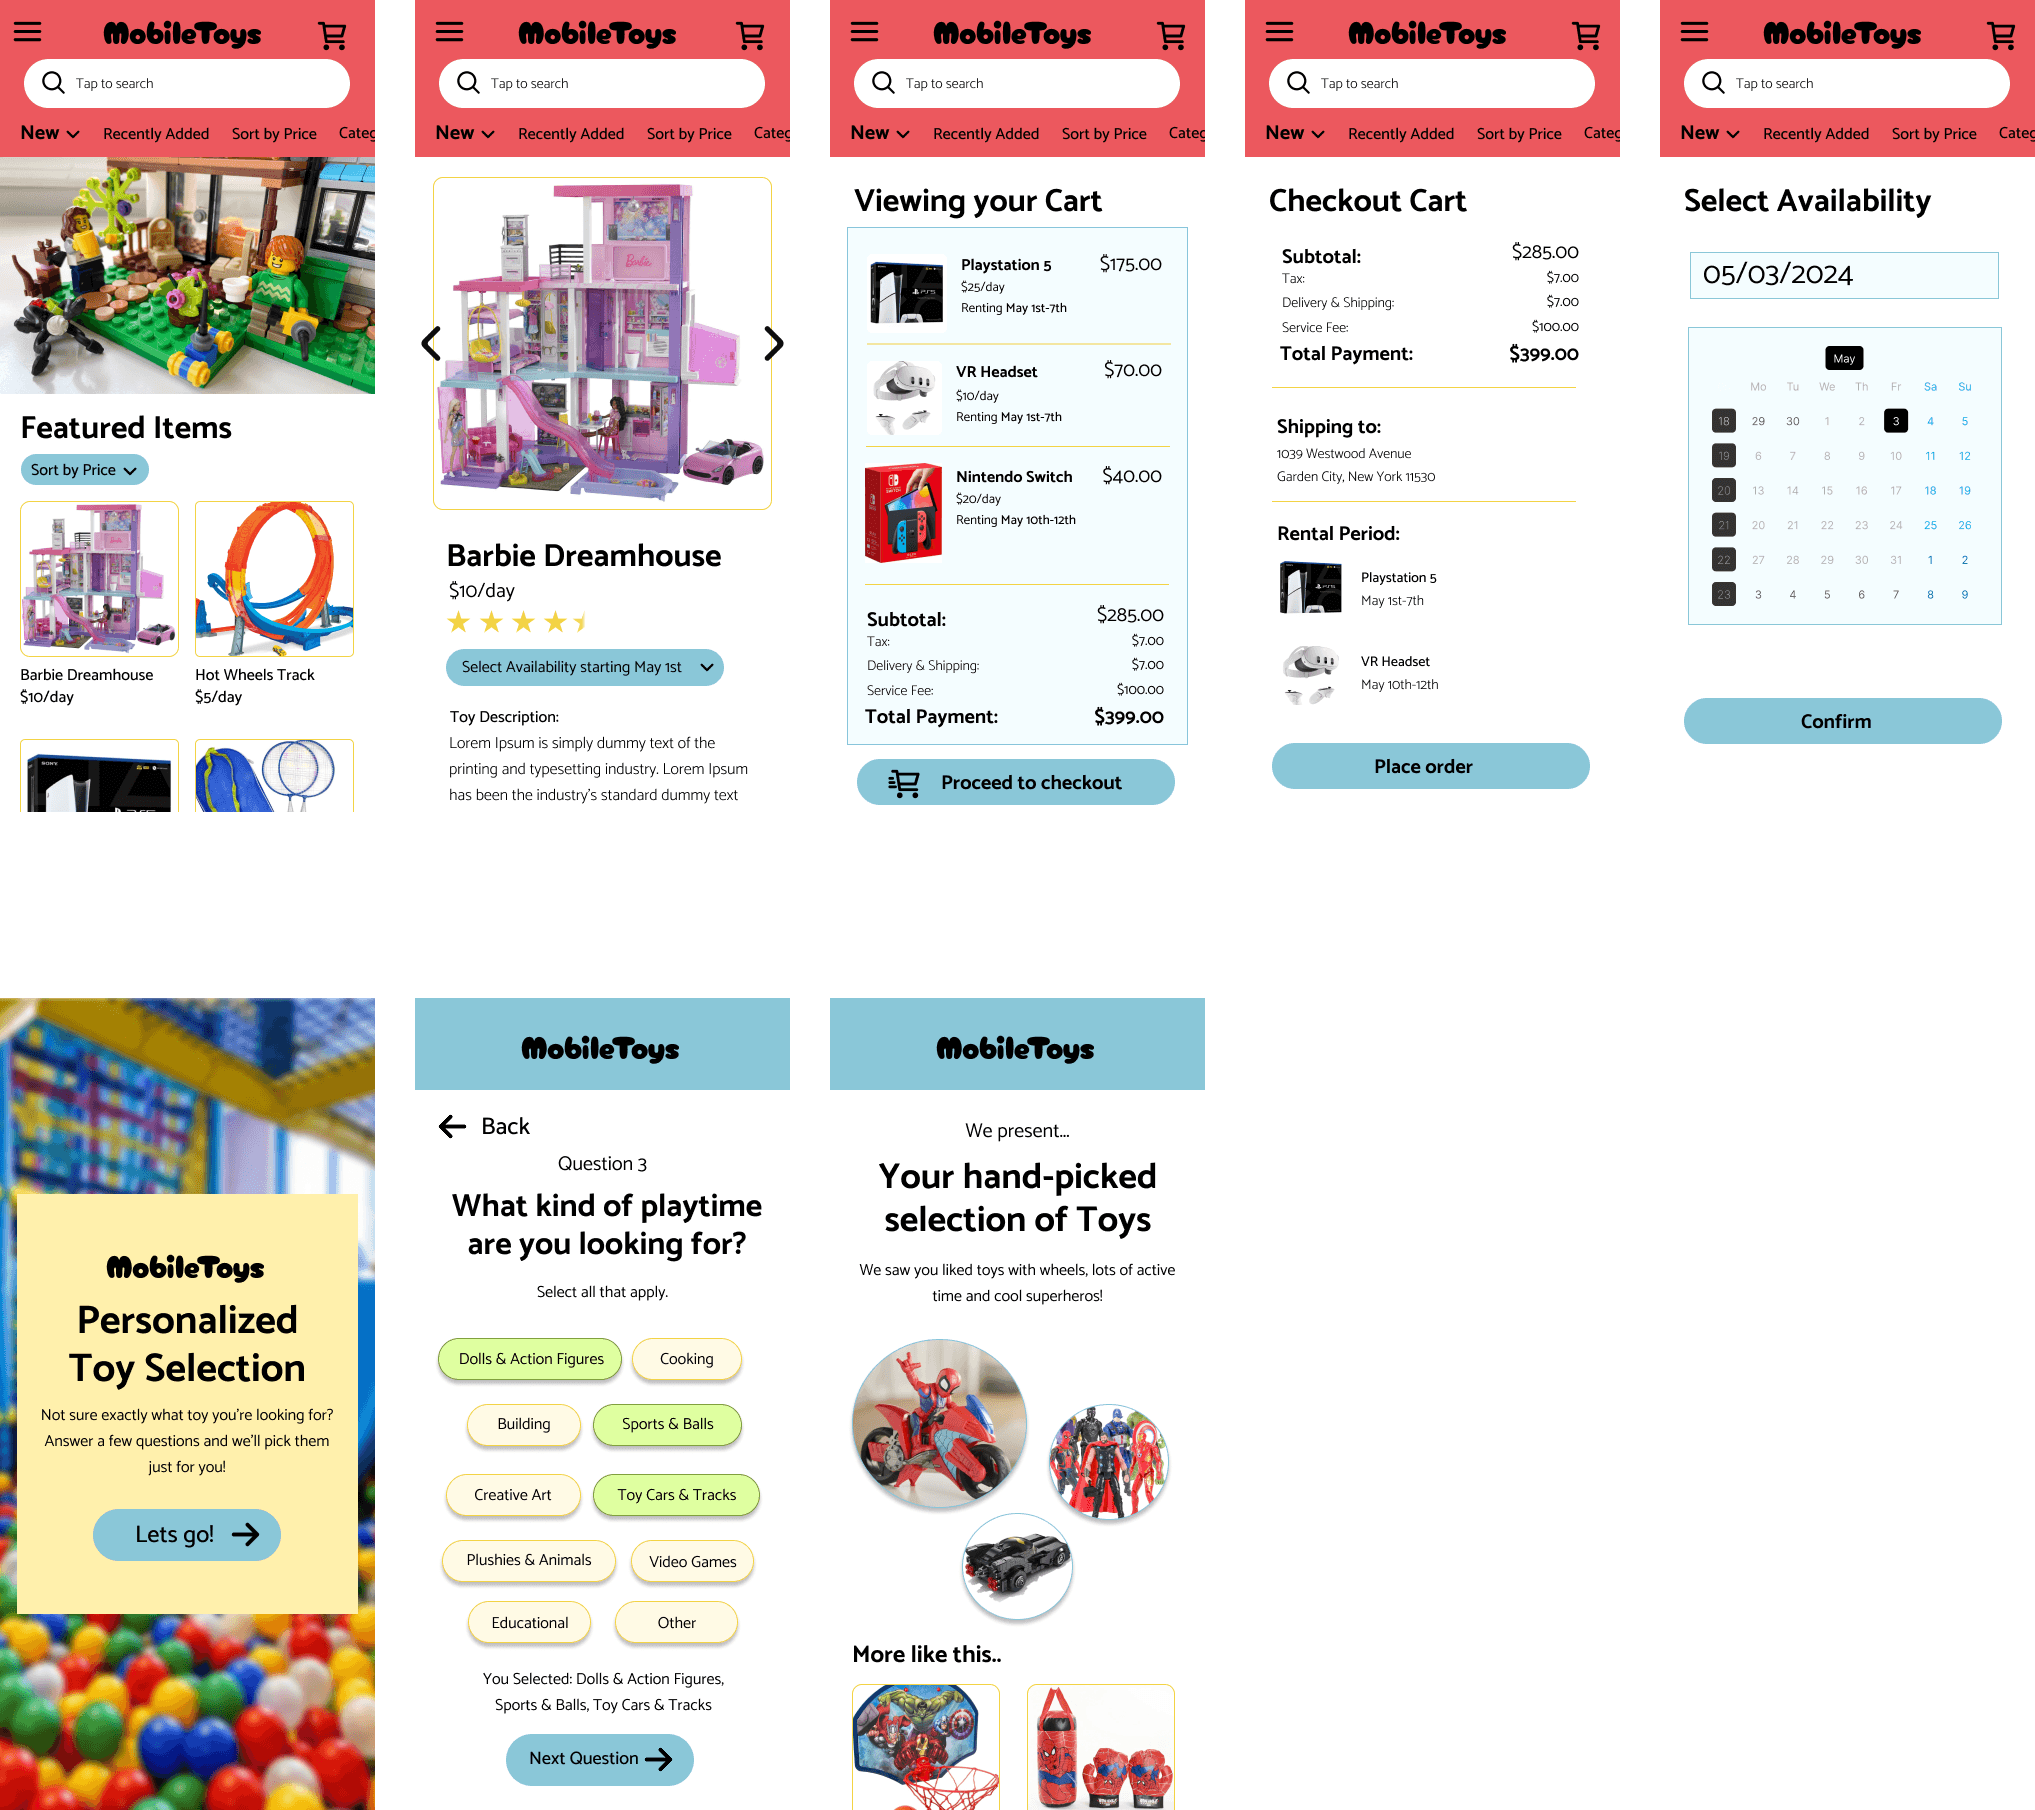 MobileToys
Tap to search
New Recently Added Sort by Price Categ
Featured Items
Sort by Price
Barbie Dreamhouse
$10/day
Hot Wheels Track
$5/day
SONY
MobileToys
Tap to search
New Recently Added Sort by Price Categ
Barbie
Barbie Dreamhouse
$10/day
Select Availability starting May 1st
Toy Description:
Lorem Ipsum is simply dummy text of the
printing and typesetting industry. Lorem Ipsum
has been the industry's standard dummy text
MobileToys
Tap to search
New Recently Added Sort by Price Categ
Viewing your Cart
PS5
Playstation 5 $175.00
$25/day
Renting May 1st-7th
VR Headset $70.00
$10/day
Renting May 1st-7th
Nintendo Switch $40.00
$20/day
Renting May 10th-12th
Subtotal: $285.00
Tax: $7.00
Delivery & Shipping: $7.00
Service Fee: $100.00
Total Payment: $399.00
Proceed to checkout
MobileToys
Tap to search
New Recently Added Sort by Price Categ
Checkout Cart
Subtotal: $285.00
Tax: $7.00
Delivery & Shipping: $7.00
Service Fee: $100.00
Total Payment: $399.00
Shipping to:
1039 Westwood Avenue
Garden City, New York 11530
Rental Period:
PS5
Playstation 5
May 1st-7th
VR Headset
May 10th-12th
Place order
MobileToys
Tap to search
New Recently Added Sort by Price Categ
Select Availability
05/03/2024
May
Mo Tu We Th Fr Sa Su
18 29 30 1 2 3 4 5
19 6 7 8 9 10 11 12
20 13 14 15 16 17 18 19
21 20 21 22 23 24 25 26
22 27 28 29 30 31 1 2
23 3 4 5 6 7 8 9
Confirm
MobileToys
Personalized
Toy Selection
Not sure exactly what toy you're looking for?
Answer a few questions and we'll pick them
just for you!
Lets go!
MobileToys
Back
Question 3
What kind of playtime
are you looking for?
Select all that apply.
Dolls & Action Figures Cooking
Building Sports & Balls
Creative Art Toy Cars & Tracks
Plushies & Animals Video Games
Educational Other
You Selected: Dolls & Action Figures,
Sports & Balls, Toy Cars & Tracks
Next Question
MobileToys
We present...
Your hand-picked
selection of Toys
We saw you liked toys with wheels, lots of active
time and cool superheros!
More like this..